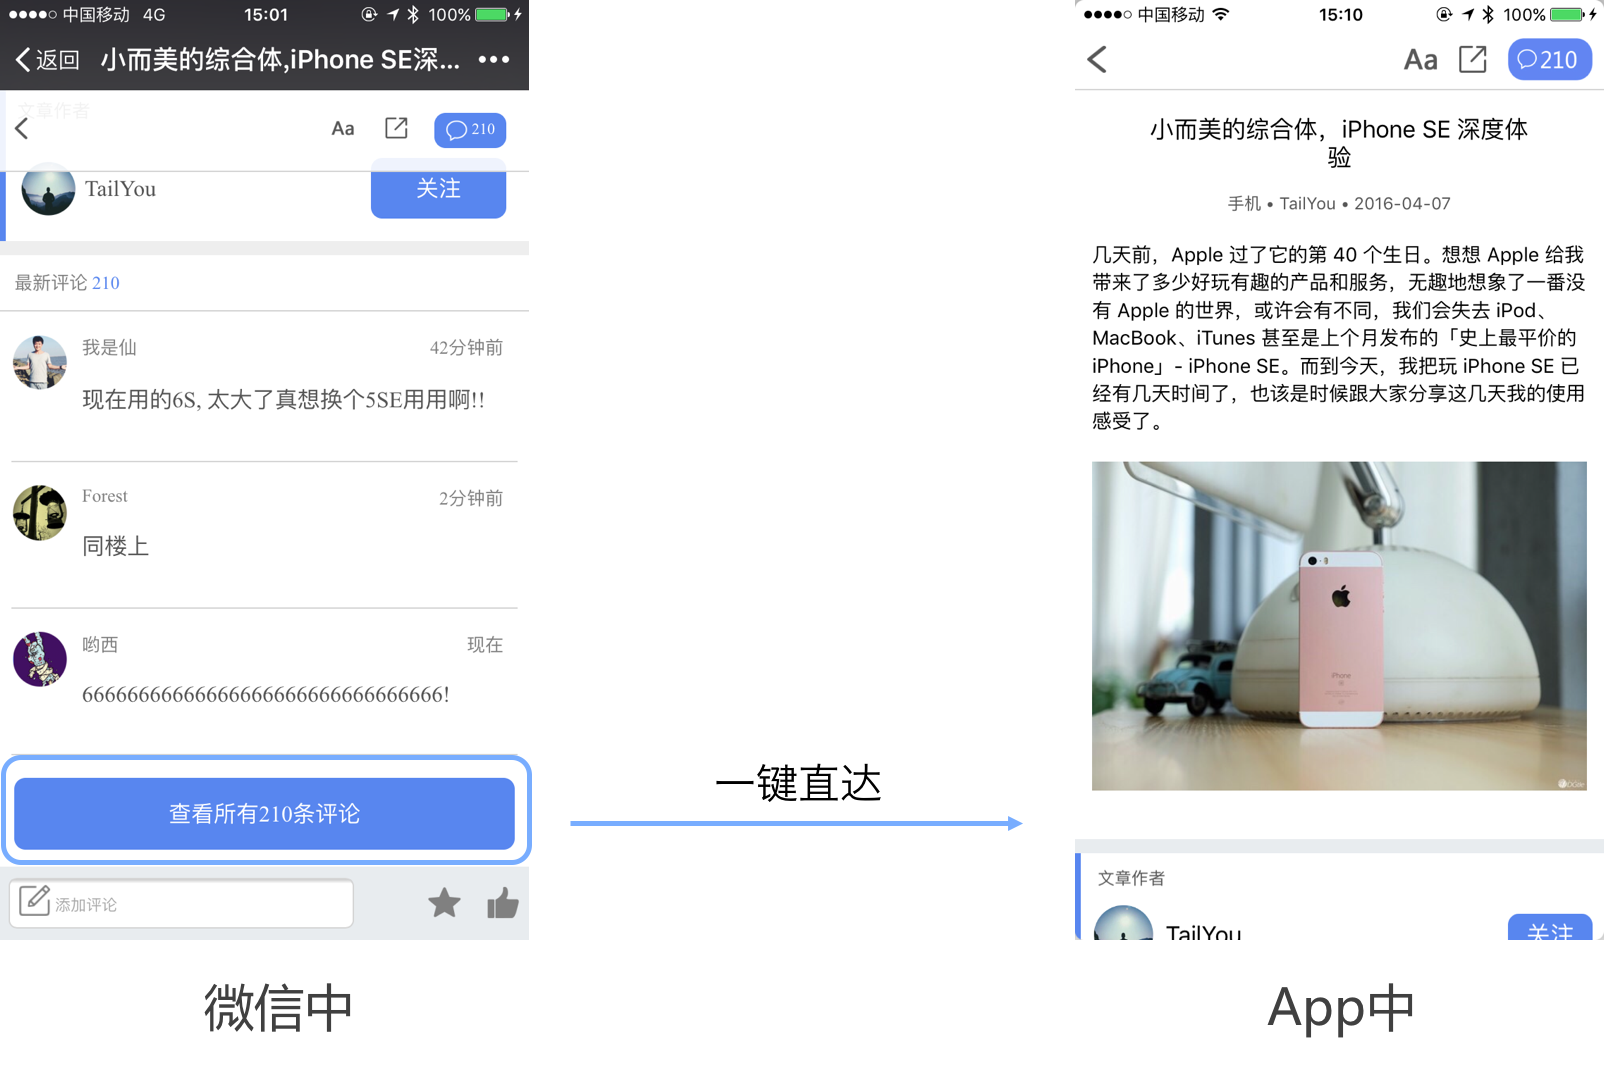 中国移动 4G 15:01 100%
返回 小而美的综合体,iPhone SE深...
文章作者
Aa 210
TailYou 关注
最新评论 210
我是仙 42分钟前
现在用的6S, 太大了真想换个5SE用用啊!!
Forest 2分钟前
同楼上
哟西 现在
66666666666666666666666666666666!
查看所有210条评论
添加评论
微信中
一键直达
中国移动 15:10 100%
Aa 210
小而美的综合体，iPhone SE 深度体
验
手机 • TailYou • 2016-04-07
几天前，Apple 过了它的第 40 个生日。想想 Apple 给我
带来了多少好玩有趣的产品和服务，无趣地想象了一番没
有 Apple 的世界，或许会有不同，我们会失去 iPod、
MacBook、iTunes 甚至是上个月发布的「史上最平价的
iPhone」- iPhone SE。而到今天，我把玩 iPhone SE 已
经有几天时间了，也该是时候跟大家分享这几天我的使用
感受了。
iPhone
文章作者
TailYou 关注
App中